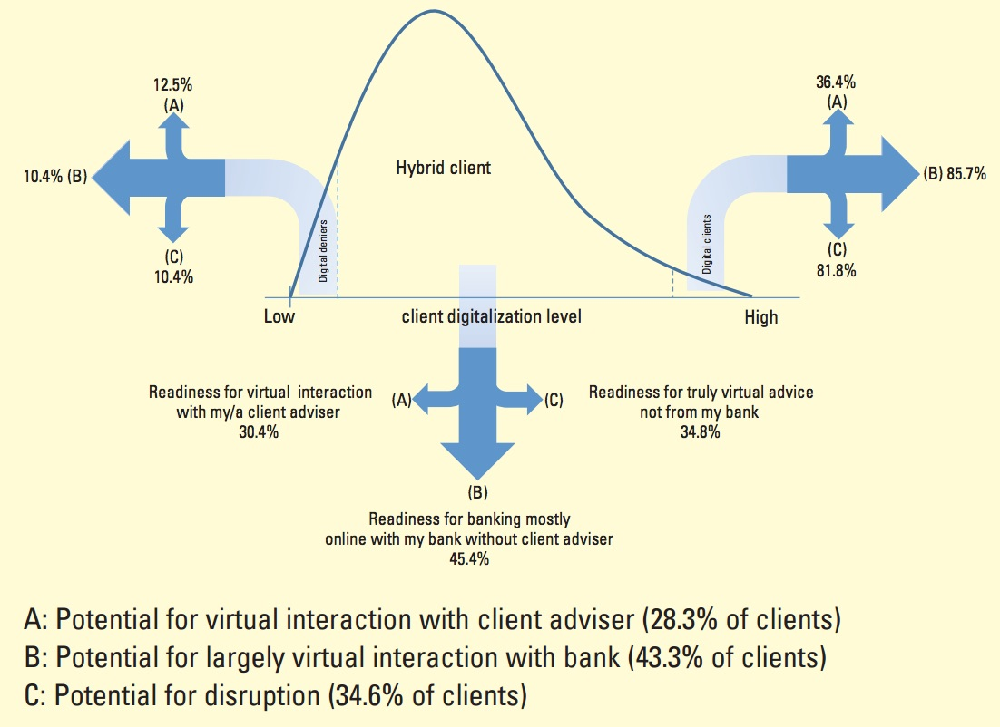 12.5%
(A)
10.4% (B)
(C)
10.4%
Digital deniers
Hybrid client
Digital clients
36.4%
(A)
(B) 85.7%
(C)
81.8%
Low
client digitalization level
High
Readiness for virtual interaction
with my/a client adviser
30.4%
(A)
(C)
Readiness for truly virtual advice
not from my bank
34.8%
(B)
Readiness for banking mostly
online with my bank without client adviser
45.4%
A: Potential for virtual interaction with client adviser (28.3% of clients)
B: Potential for largely virtual interaction with bank (43.3% of clients)
C: Potential for disruption (34.6% of clients)